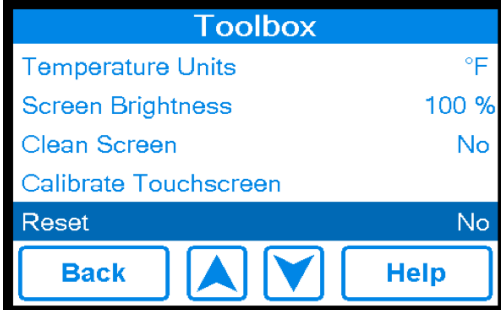 Toolbox
Temperature Units °F
Screen Brightness 100 %
Clean Screen No
Calibrate Touchscreen
Reset No
Back Help